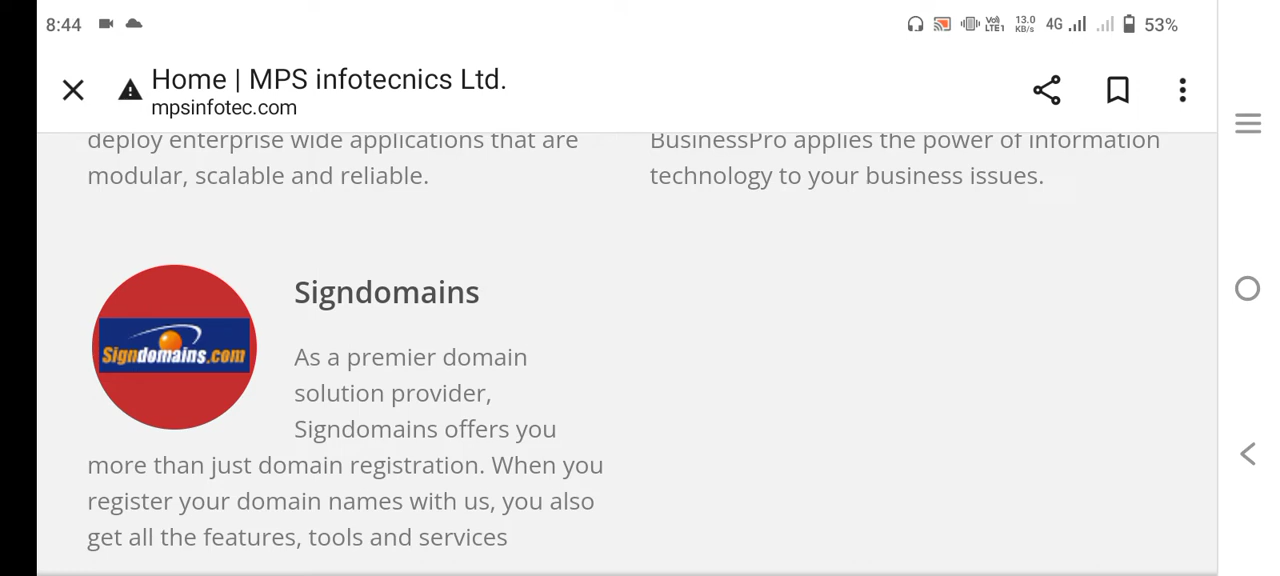 8:44
Vo)) LTE1 13.0 KB/s 4G 53%
Home | MPS infotecnics Ltd.
mpsinfotec.com
deploy enterprise wide applications that are
modular, scalable and reliable.
BusinessPro applies the power of information
technology to your business issues.
Signdomains.com
Signdomains
As a premier domain
solution provider,
Signdomains offers you
more than just domain registration. When you
register your domain names with us, you also
get all the features, tools and services